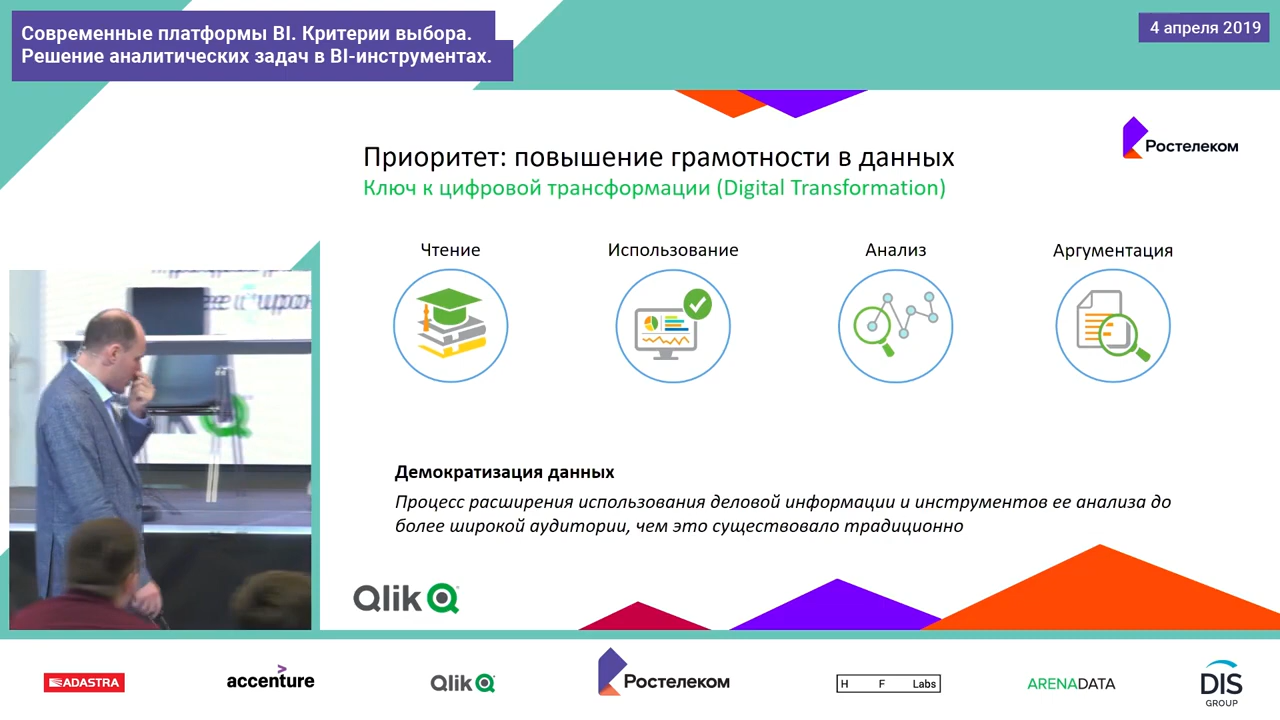 Современные платформы BI. Критерии выбора.
Решение аналитических задач в BI-инструментах.
4 апреля 2019
Ростелеком
Приоритет: повышение грамотности в данных
Ключ к цифровой трансформации (Digital Transformation)
Чтение
Использование
Анализ
Аргументация
Демократизация данных
Процесс расширения использования деловой информации и инструментов ее анализа до
более широкой аудитории, чем это существовало традиционно
Qlik
ADASTRA
accenture
Qlik
Ростелеком
H F Labs
ARENADATA
DIS
GROUP